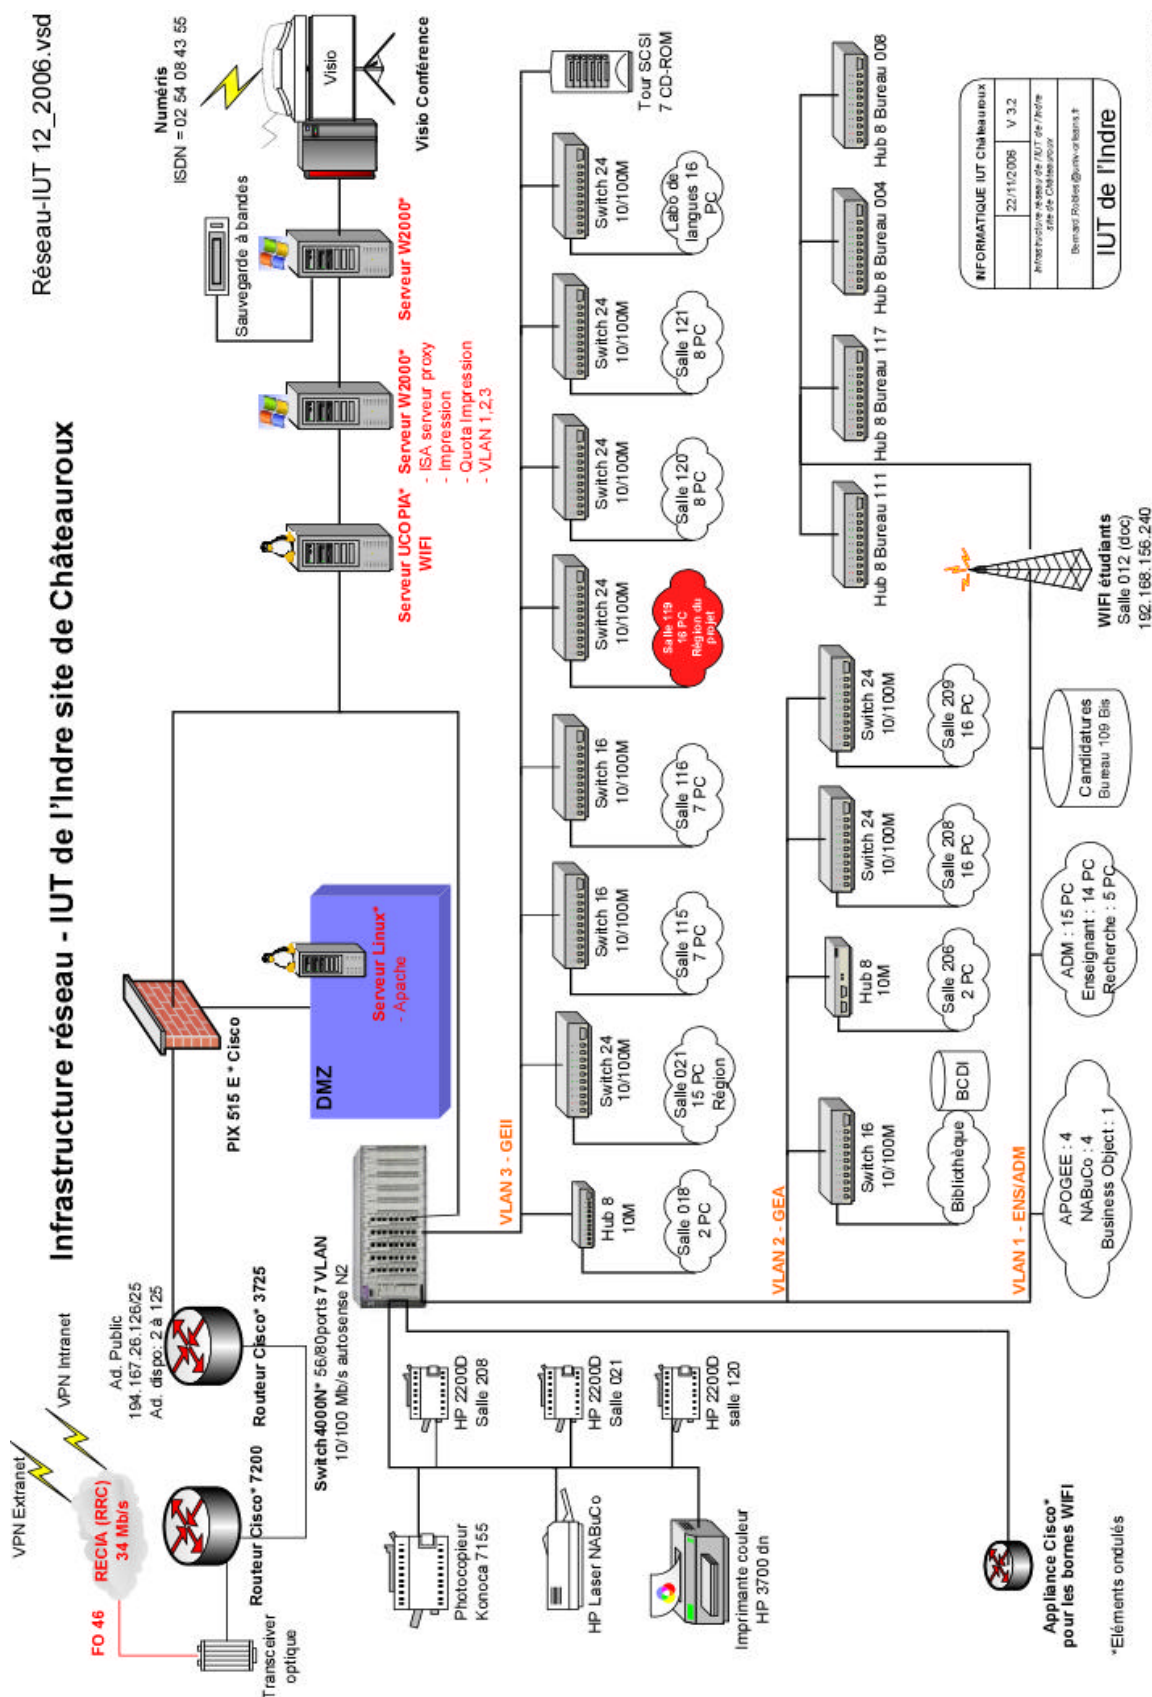 Réseau-IUT 12_2006.vsd
Infrastructure réseau - IUT de l'Indre site de Châteauroux
VPN Extranet
VPN Intranet
RECIA (RRC)
34 Mb/s
FO 46
Transceiver
optique
Routeur Cisco* 7200
Ad. Public
194.167.26.126/25
Ad. dispo: 2 à 125
Routeur Cisco* 3725
PIX 515 E * Cisco
DMZ
Serveur Linux*
- Apache
Serveur UCOPIA*
WIFI
Serveur W2000*
- ISA serveur proxy
- Impression
- Quota Impression
- VLAN 1,2,3
Sauvegarde à bandes
Serveur W2000*
Numéris
ISDN = 02 54 08 43 55
Visio
Visio Conférence
Switch4000N* 56/80ports 7 VLAN
10/100 Mb/s autosense N2
VLAN 3 - GEII
Hub 8
10M
Salle 018
2 PC
Switch 24
10/100M
Salle 021
15 PC
Région
Switch 16
10/100M
Salle 115
7 PC
Switch 16
10/100M
Salle 116
7 PC
Switch 24
10/100M
Salle 119
16 PC
Région du
projet
Switch 24
10/100M
Salle 120
8 PC
Switch 24
10/100M
Salle 121
8 PC
Switch 24
10/100M
Labo de
langues 16
PC
Tour SCSI
7 CD-ROM
HP 2200D
Salle 208
HP 2200D
Salle 021
HP 2200D
salle 120
Photocopieur
Konoca 7155
HP Laser NABuCo
Imprimante couleur
HP 3700 dn
VLAN 2 - GEA
Switch 16
10/100M
Bibliothèque
BCDI
Hub 8
10M
Salle 206
2 PC
Switch 24
10/100M
Salle 208
16 PC
Switch 24
10/100M
Salle 209
16 PC
Hub 8 Bureau 111
Hub 8 Bureau 117
Hub 8 Bureau 004
Hub 8 Bureau 008
VLAN 1 - ENS/ADM
APOGEE : 4
NABuCo : 4
Business Object : 1
ADM : 15 PC
Enseignant : 14 PC
Recherche : 5 PC
Candidatures
Bureau 109 Bis
WIFI étudiants
Salle 012 (doc)
192.168.156.240
Appliance Cisco*
pour les bornes WIFI
*Eléments ondulés
INFORMATIQUE IUT Châteauroux
22/11/2006 V 3.2
Infrastructure réseau de l'IUT de l'Indre
site de Châteauroux
Bernard.Robles@univ-orleans.fr
IUT de l'Indre